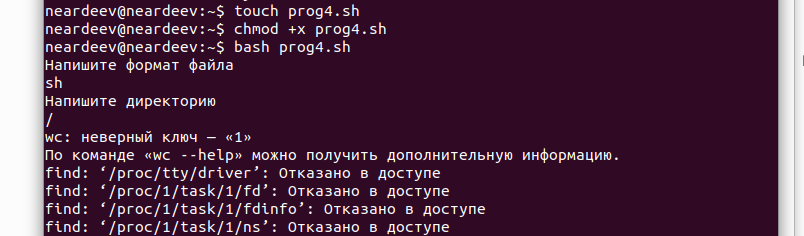 neardeev@neardeev:~$ touch prog4.sh
neardeev@neardeev:~$ chmod +x prog4.sh
neardeev@neardeev:~$ bash prog4.sh
Напишите формат файла
sh
Напишите директорию
/
wc: неверный ключ — «1»
По команде «wc --help» можно получить дополнительную информацию.
find: ‘/proc/tty/driver’: Отказано в доступе
find: ‘/proc/1/task/1/fd’: Отказано в доступе
find: ‘/proc/1/task/1/fdinfo’: Отказано в доступе
find: ‘/proc/1/task/1/ns’: Отказано в доступе